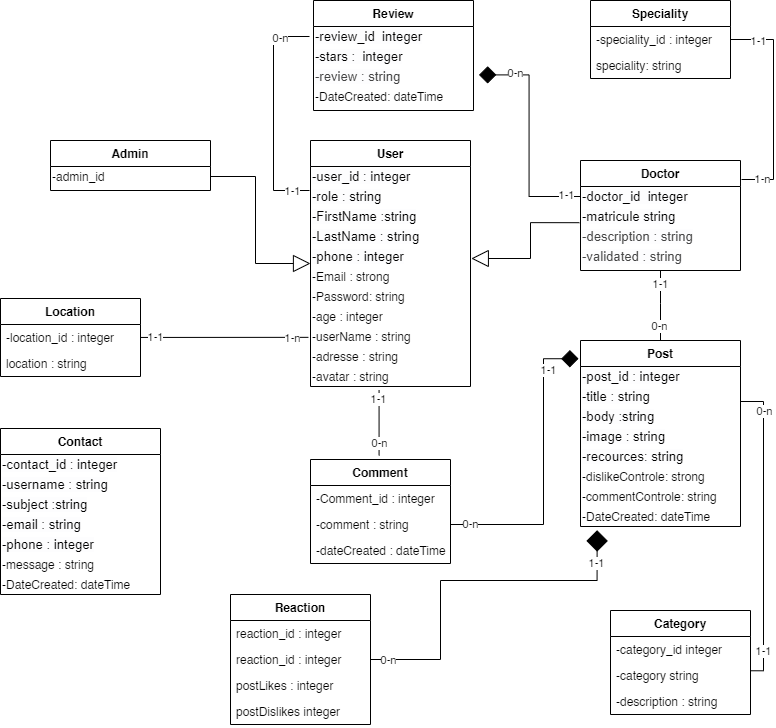 Review
-review_id  integer
-stars :  integer
-review : string
-DateCreated: dateTime
Speciality
-speciality_id : integer
speciality: string
0-n
0-n
1-1
Admin
-admin_id
User
-user_id : integer
-role : string
-FirstName :string
-LastName : string
-phone : integer
-Email : strong
-Password: string
-age : integer
-userName : string
-adresse : string
-avatar : string
1-1
1-1
1-n
Doctor
-doctor_id  integer
-matricule string
-description : string
-validated : string
Location
-location_id : integer
location : string
1-1
1-n
1-1
0-n
Post
-post_id : integer
-title : string
-body :string
-image : string
-recources: string
-dislikeControle: strong
-commentControle: string
-DateCreated: dateTime
1-1
0-n
1-1
0-n
Contact
-contact_id : integer
-username : string
-subject :string
-email : string
-phone : integer
-message : string
-DateCreated: dateTime
Comment
-Comment_id : integer
-comment : string
-dateCreated : dateTime
0-n
1-1
Reaction
reaction_id : integer
reaction_id : integer
postLikes : integer
postDislikes integer
0-n
Category
-category_id integer
-category string
-description : string
1-1